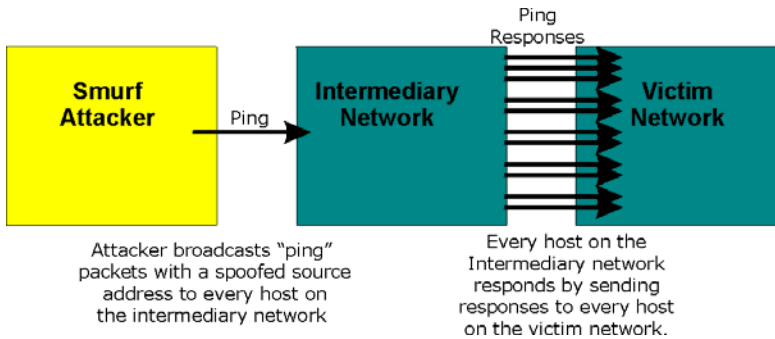 Ping
Responses
Smurf
Attacker
Ping
Intermediary
Network
Victim
Network
Attacker broadcasts “ping”
packets with a spoofed source
address to every host on
the intermediary network
Every host on the
Intermediary network
responds by sending
responses to every host
on the victim network.